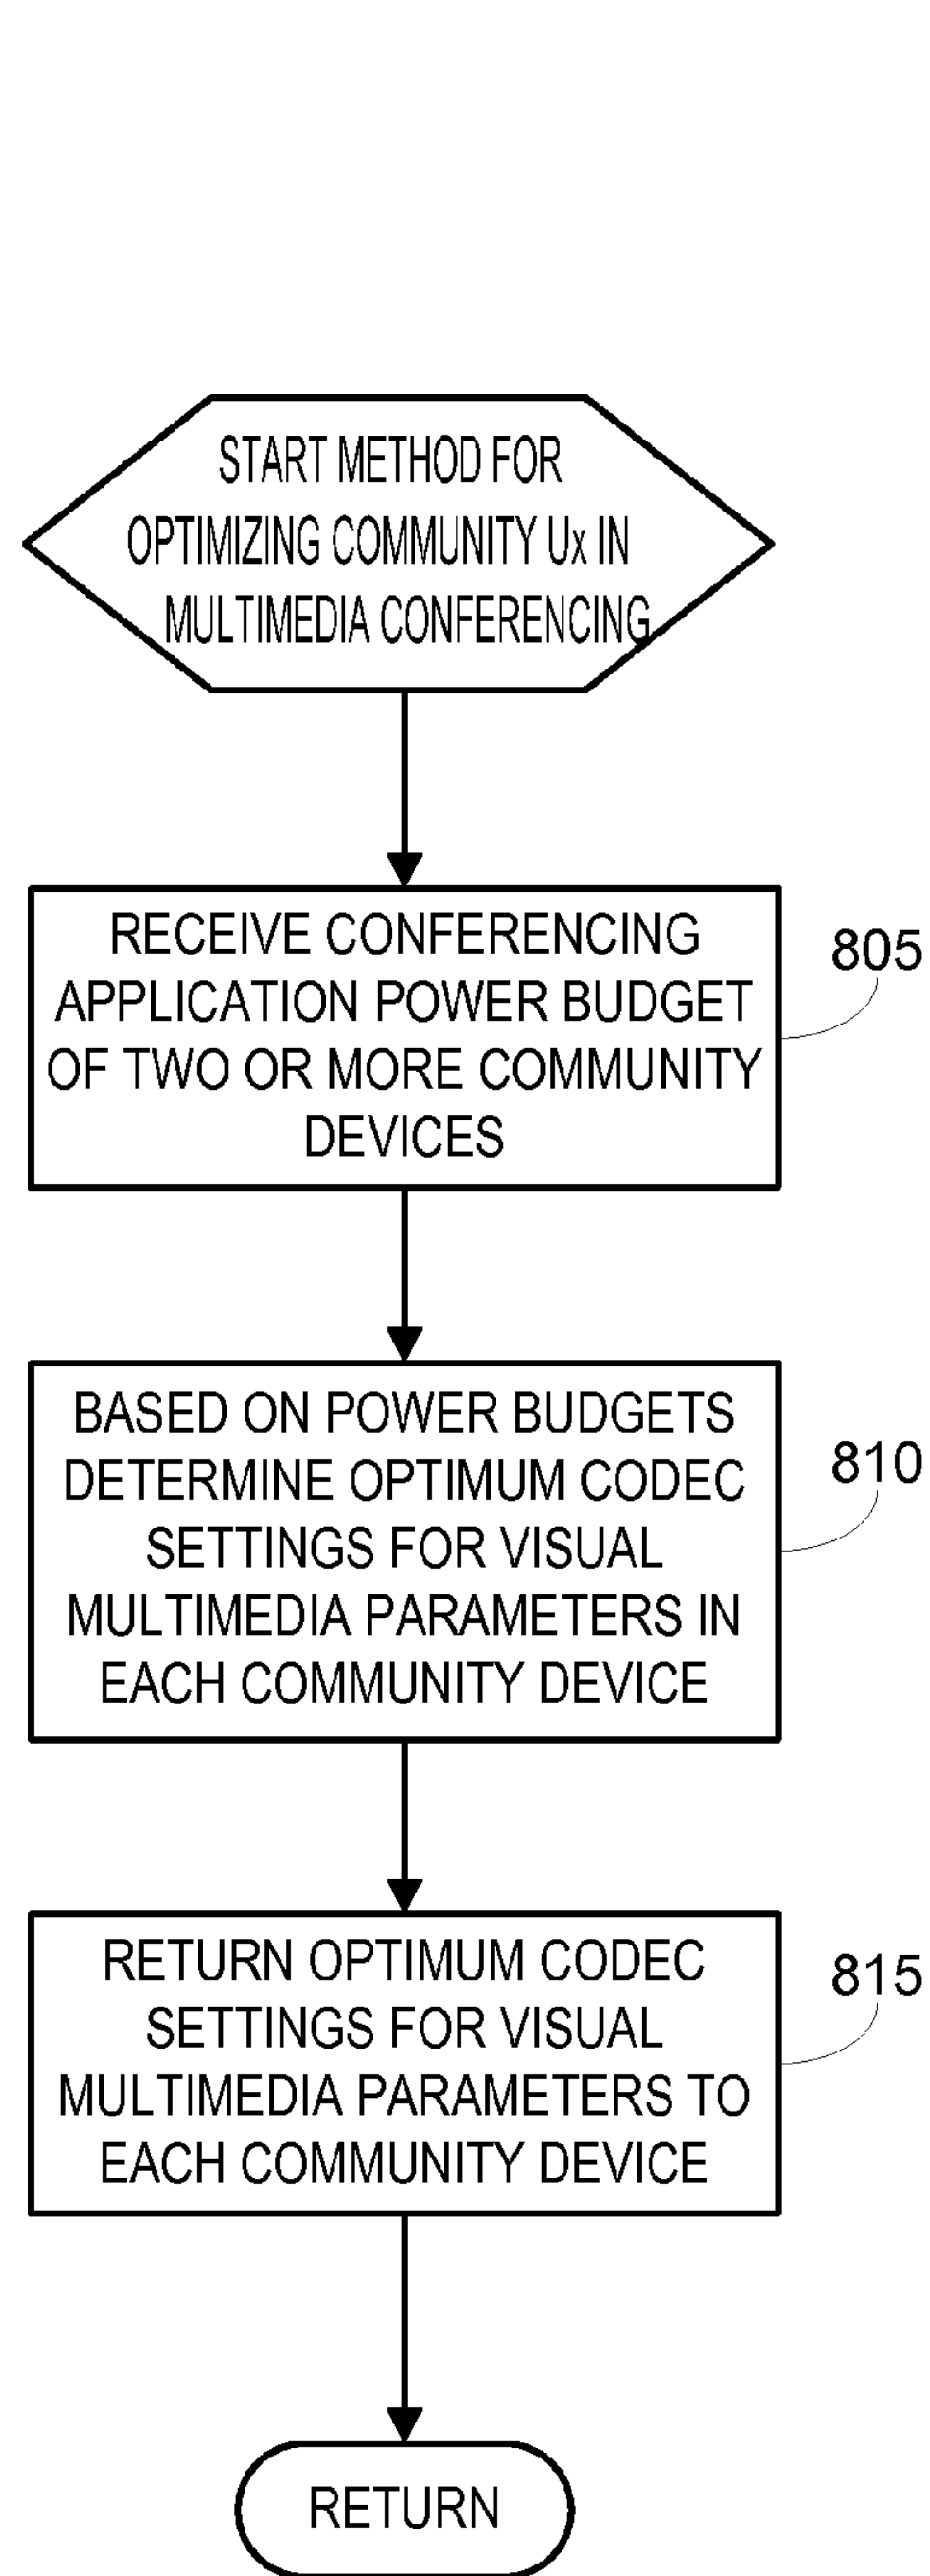 START METHOD FOR
OPTIMIZING COMMUNITY Ux IN
MULTIMEDIA CONFERENCING
RECEIVE CONFERENCING
APPLICATION POWER BUDGET
OF TWO OR MORE COMMUNITY
DEVICES
805
BASED ON POWER BUDGETS
DETERMINE OPTIMUM CODEC
SETTINGS FOR VISUAL
MULTIMEDIA PARAMETERS IN
EACH COMMUNITY DEVICE
810
RETURN OPTIMUM CODEC
SETTINGS FOR VISUAL
MULTIMEDIA PARAMETERS TO
EACH COMMUNITY DEVICE
815
RETURN